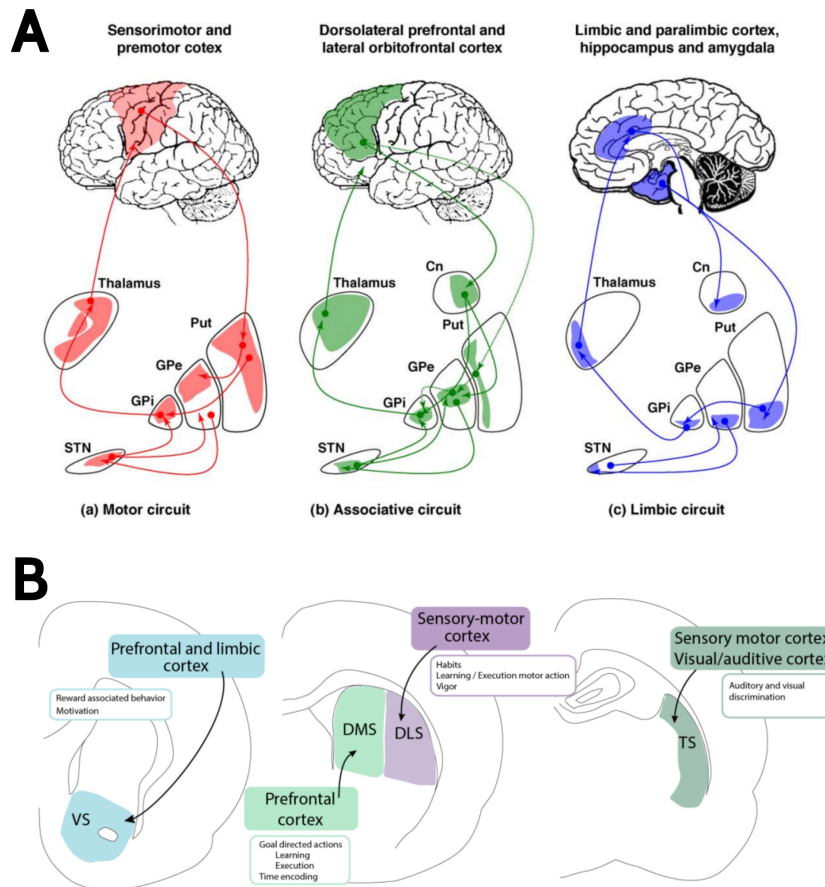 A
Sensorimotor and
premotor cotex
Dorsolateral prefrontal and
lateral orbitofrontal cortex
Limbic and paralimbic cortex,
hippocampus and amygdala
Thalamus
Put
GPe
GPi
STN
(a) Motor circuit
Thalamus
Cn
Put
GPe
GPi
STN
(b) Associative circuit
Thalamus
Cn
Put
GPe
GPi
STN
(c) Limbic circuit
B
Prefrontal and limbic
cortex
Reward associated behavior
Motivation
VS
Sensory-motor
cortex
Habits
Learning / Execution motor action
Vigor
DMS
DLS
Prefrontal
cortex
Goal directed actions
Learning
Execution
Time encoding
Sensory motor cortex
Visual/auditive cortex
Auditory and visual
discrimination
TS